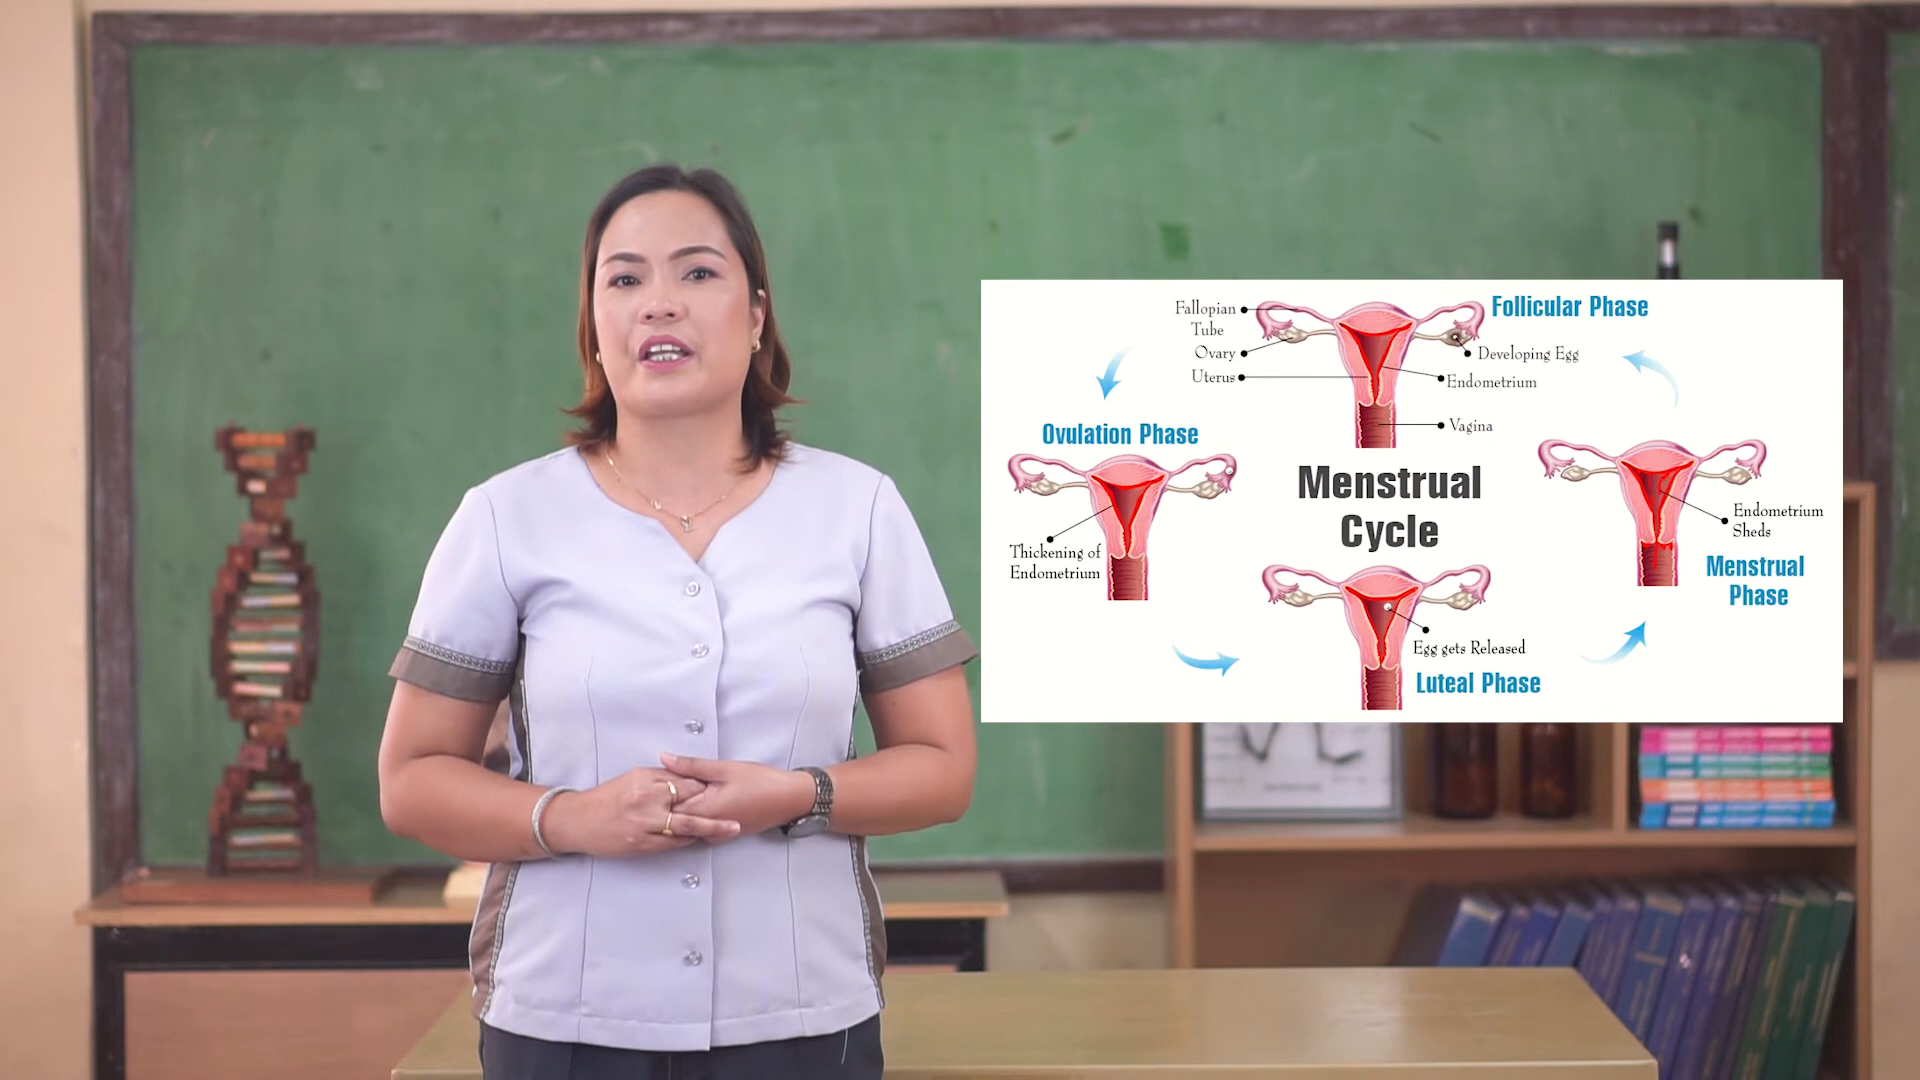 Fallopian
Tube
Ovary
Uterus
Follicular Phase
Developing Egg
Endometrium
Vagina
Ovulation Phase
Thickening of
Endometrium
Menstrual
Cycle
Endometrium
Sheds
Menstrual
Phase
Egg gets Released
Luteal Phase